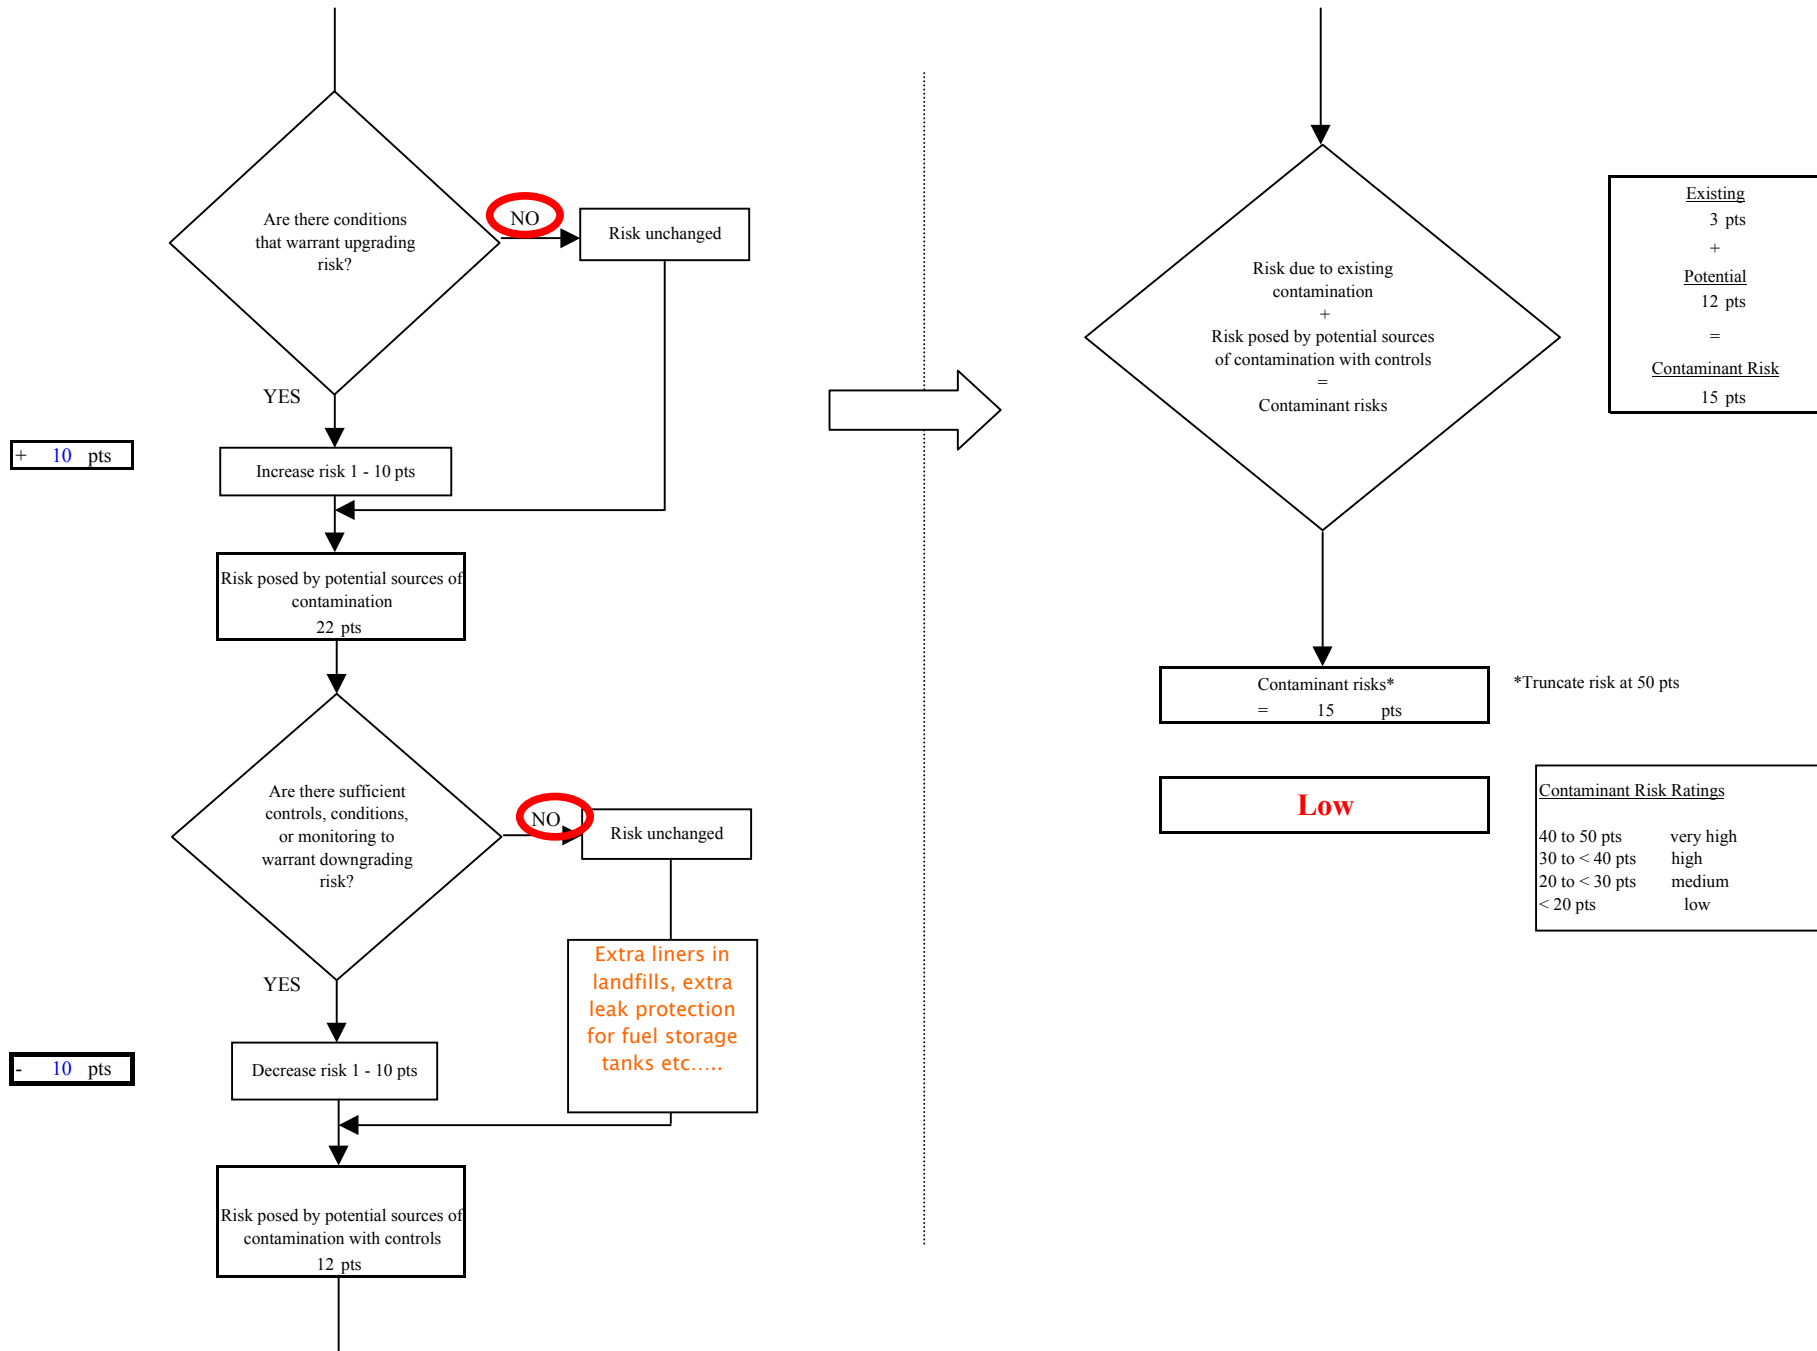 Are there conditions
that warrant upgrading
risk?
NO
Risk unchanged
YES
+ 10 pts
Increase risk 1 - 10 pts
Risk posed by potential sources of
contamination
22 pts
Are there sufficient
controls, conditions,
or monitoring to
warrant downgrading
risk?
NO
Risk unchanged
YES
Extra liners in
landfills, extra
leak protection
for fuel storage
tanks etc.....
- 10 pts
Decrease risk 1 - 10 pts
Risk posed by potential sources of
contamination with controls
12 pts
Risk due to existing
contamination
+
Risk posed by potential sources
of contamination with controls
=
Contaminant risks
Existing
3 pts
+
Potential
12 pts
=
Contaminant Risk
15 pts
Contaminant risks*
= 15 pts
*Truncate risk at 50 pts
Low
Contaminant Risk Ratings
40 to 50 pts very high
30 to < 40 pts high
20 to < 30 pts medium
< 20 pts low